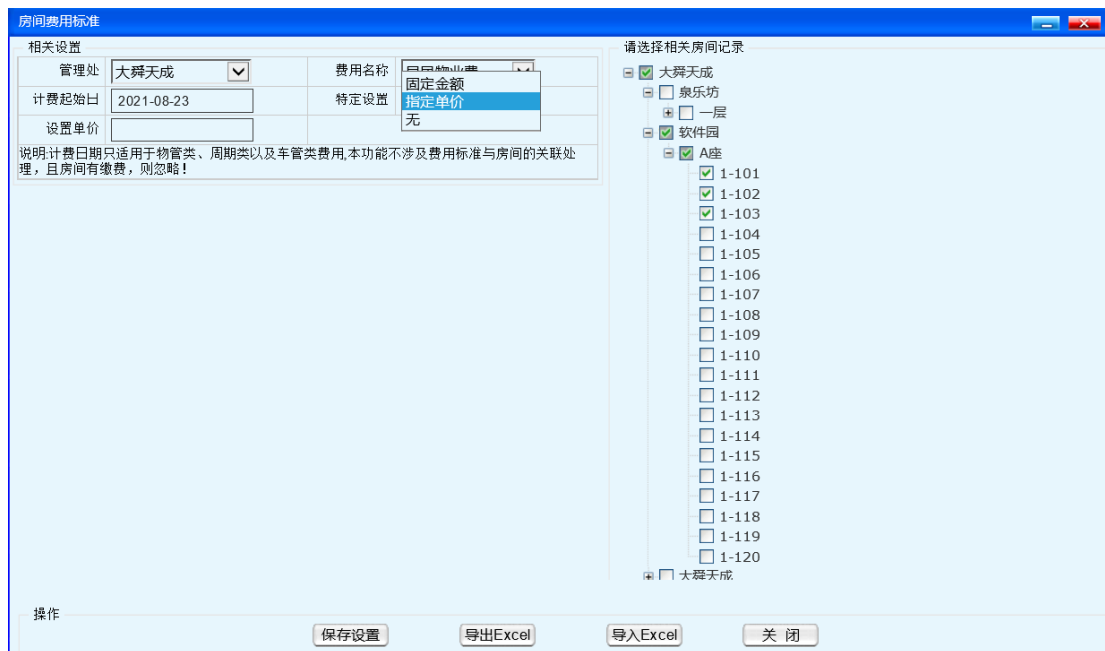 房间费用标准
相关设置
管理处 大舜天成 费用名称
计费起始日 2021-08-23 特定设置
固定金额
指定单价
无
设置单价
说明:计费日期只适用于物管类、周期类以及车管类费用,本功能不涉及费用标准与房间的关联处
理，且房间有缴费，则忽略!
请选择相关房间记录
大舜天成
泉乐坊
一层
软件园
A座
1-101
1-102
1-103
1-104
1-105
1-106
1-107
1-108
1-109
1-110
1-111
1-112
1-113
1-114
1-115
1-116
1-117
1-118
1-119
1-120
大舜天成
操作
保存设置 导出Excel 导入Excel 关 闭